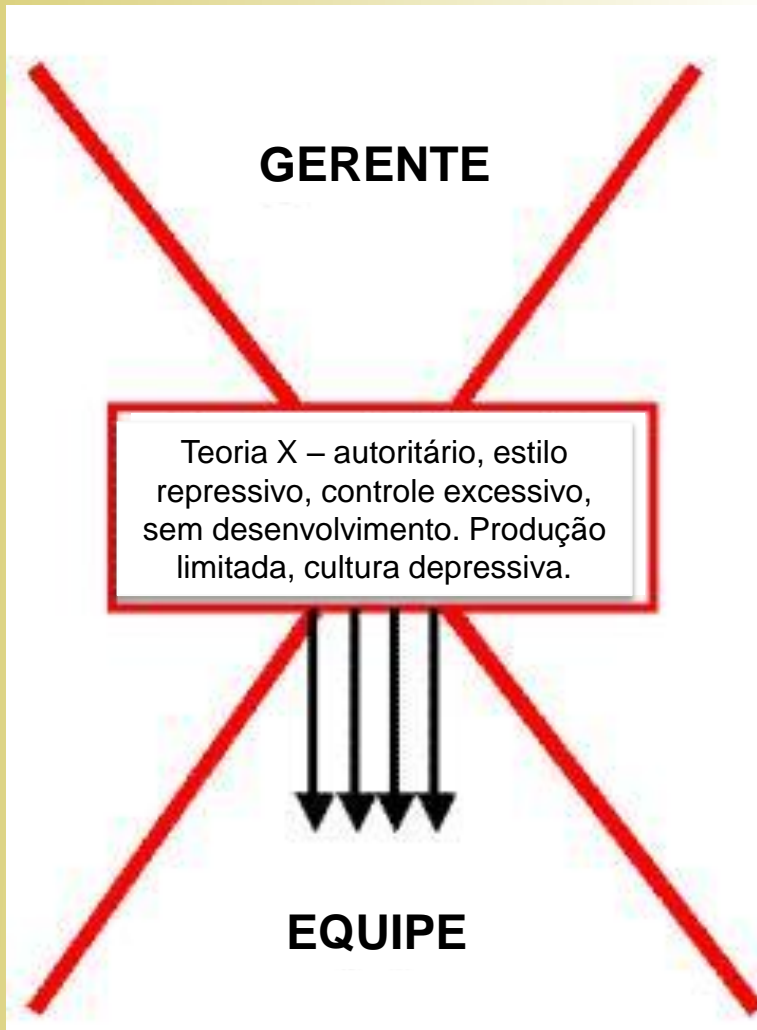 GERENTE
Teoria X – autoritário, estilo
repressivo, controle excessivo,
sem desenvolvimento. Produção
limitada, cultura depressiva.
EQUIPE